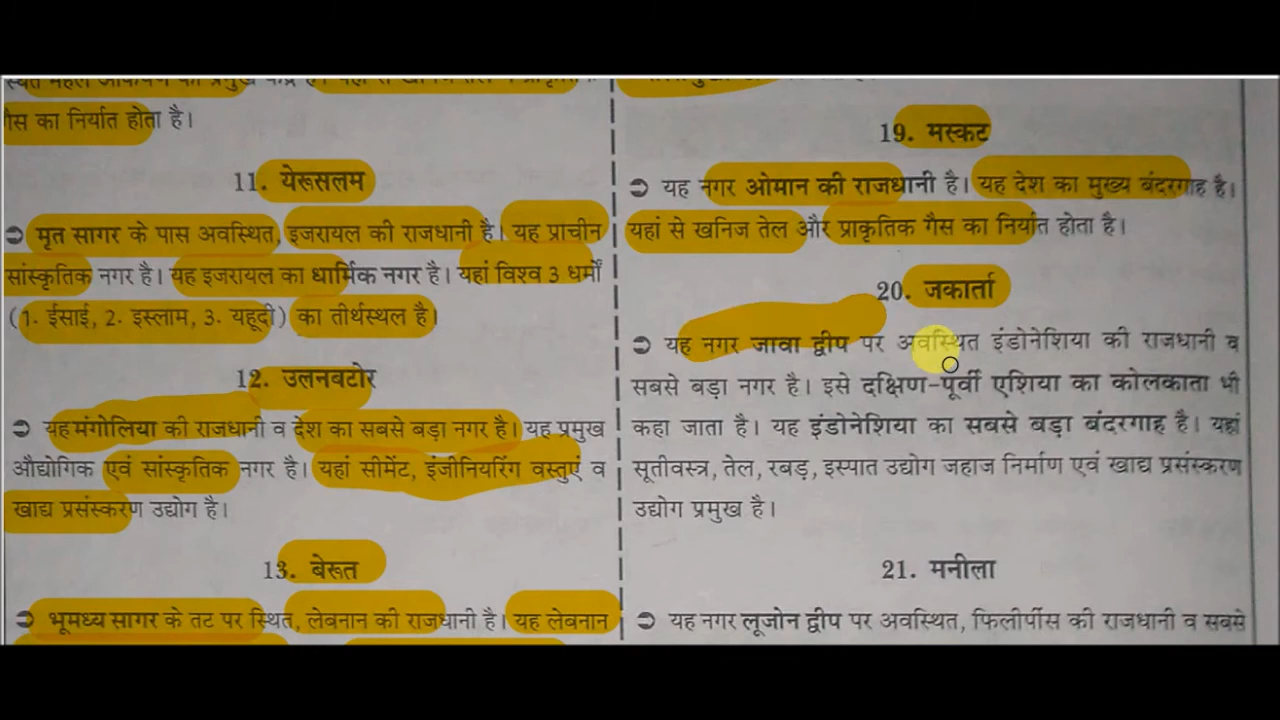 गैस का निर्यात होता है।
11. येरूसलम
मृत सागर के पास अवस्थित, इजरायल की राजधानी है। यह प्राचीन
सांस्कृतिक नगर है। यह इजरायल का धार्मिक नगर है। यहां विश्व 3 धर्मों
(1. ईसाई, 2. इस्लाम, 3. यहूदी) का तीर्थस्थल है।
12. उलनबटोर
यह मंगोलिया की राजधानी व देश का सबसे बड़ा नगर है। यह प्रमुख
औद्योगिक एवं सांस्कृतिक नगर है। यहां सीमेंट, इंजीनियरिंग वस्तुएं व
खाद्य प्रसंस्करण उद्योग है।
13. बेरूत
भूमध्य सागर के तट पर स्थित, लेबनान की राजधानी है। यह लेबनान
19. मस्कट
यह नगर ओमान की राजधानी है। यह देश का मुख्य बंदरगाह है।
यहां से खनिज तेल और प्राकृतिक गैस का निर्यात होता है।
20. जकार्ता
यह नगर जावा द्वीप पर अवस्थित इंडोनेशिया की राजधानी व
सबसे बड़ा नगर है। इसे दक्षिण-पूर्वी एशिया का कोलकाता भी
कहा जाता है। यह इंडोनेशिया का सबसे बड़ा बंदरगाह है। यहां
सूतीवस्त्र, तेल, रबड़, इस्पात उद्योग जहाज निर्माण एवं खाद्य प्रसंस्करण
उद्योग प्रमुख है।
21. मनीला
यह नगर लूजोन द्वीप पर अवस्थित, फिलीपींस की राजधानी व सबसे